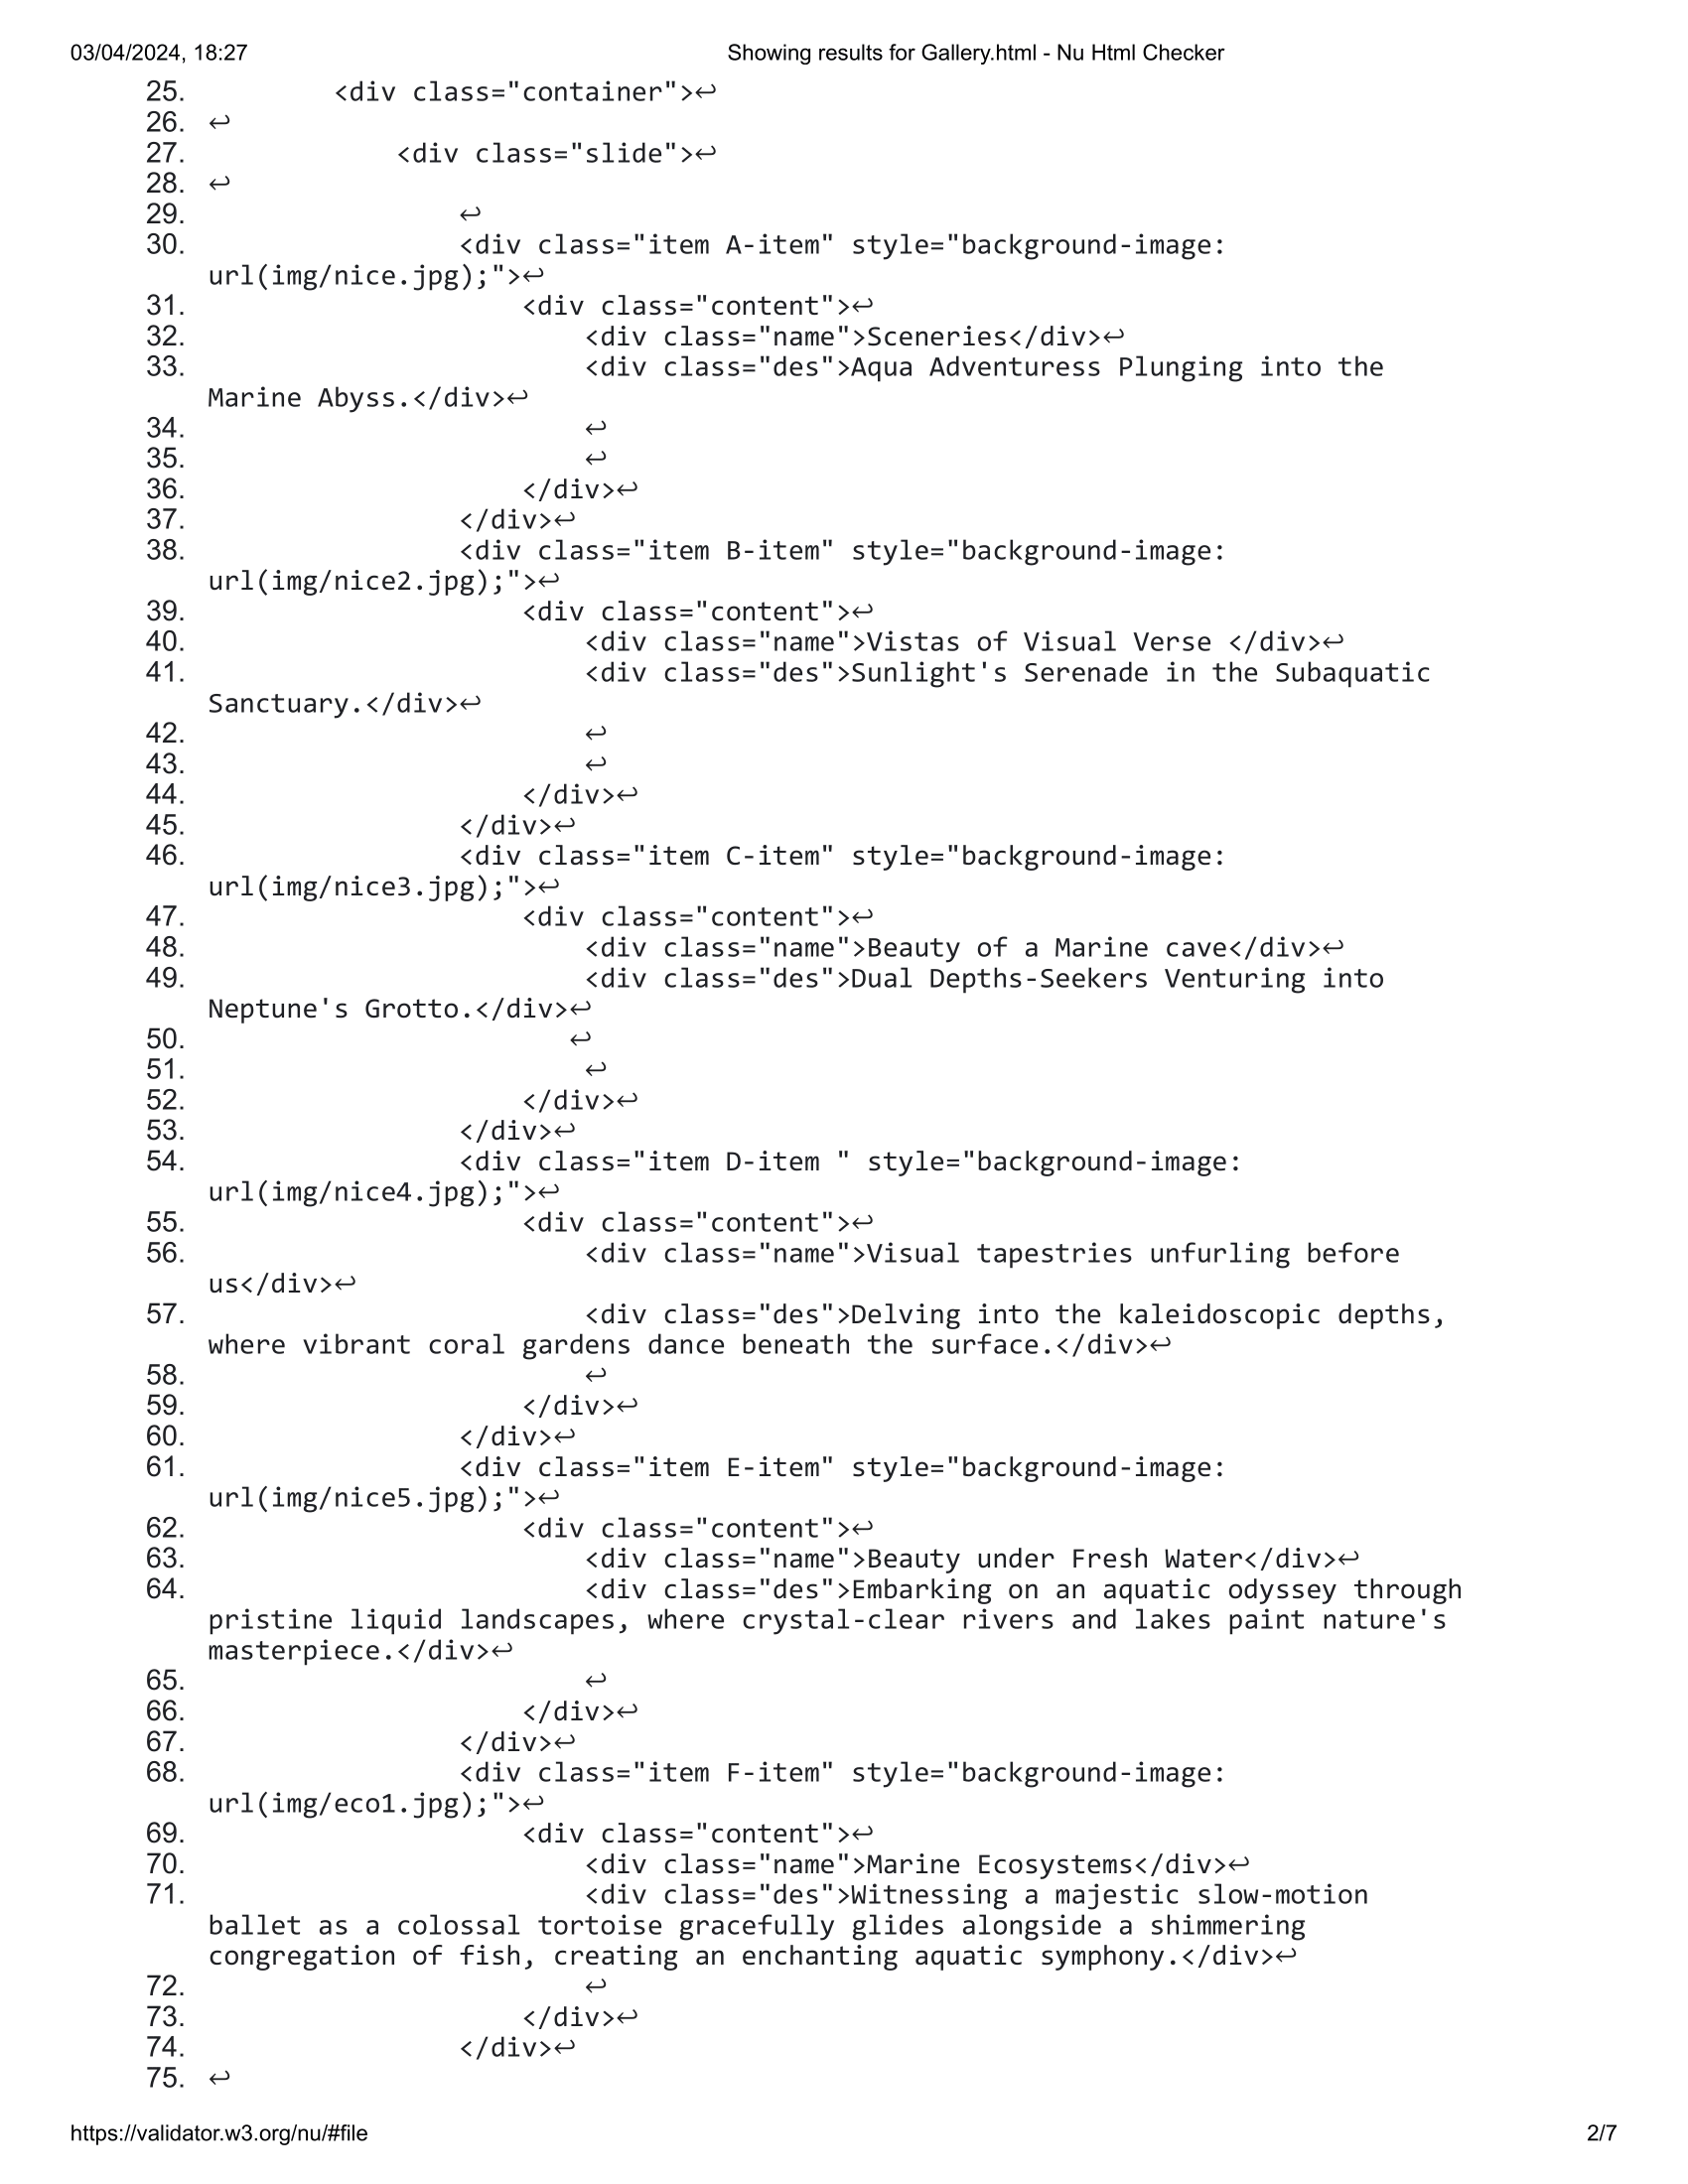 03/04/2024, 18:27 Showing results for Gallery.html - Nu Html Checker
25. <div class="container">↩
26. ↩
27. <div class="slide">↩
28. ↩
29. ↩
30. <div class="item A-item" style="background-image:
url(img/nice.jpg);">↩
31. <div class="content">↩
32. <div class="name">Sceneries</div>↩
33. <div class="des">Aqua Adventuress Plunging into the
Marine Abyss.</div>↩
34. ↩
35. ↩
36. </div>↩
37. </div>↩
38. <div class="item B-item" style="background-image:
url(img/nice2.jpg);">↩
39. <div class="content">↩
40. <div class="name">Vistas of Visual Verse </div>↩
41. <div class="des">Sunlight's Serenade in the Subaquatic
Sanctuary.</div>↩
42. ↩
43. ↩
44. </div>↩
45. </div>↩
46. <div class="item C-item" style="background-image:
url(img/nice3.jpg);">↩
47. <div class="content">↩
48. <div class="name">Beauty of a Marine cave</div>↩
49. <div class="des">Dual Depths-Seekers Venturing into
Neptune's Grotto.</div>↩
50. ↩
51. ↩
52. </div>↩
53. </div>↩
54. <div class="item D-item " style="background-image:
url(img/nice4.jpg);">↩
55. <div class="content">↩
56. <div class="name">Visual tapestries unfurling before
us</div>↩
57. <div class="des">Delving into the kaleidoscopic depths,
where vibrant coral gardens dance beneath the surface.</div>↩
58. ↩
59. </div>↩
60. </div>↩
61. <div class="item E-item" style="background-image:
url(img/nice5.jpg);">↩
62. <div class="content">↩
63. <div class="name">Beauty under Fresh Water</div>↩
64. <div class="des">Embarking on an aquatic odyssey through
pristine liquid landscapes, where crystal-clear rivers and lakes paint nature's
masterpiece.</div>↩
65. ↩
66. </div>↩
67. </div>↩
68. <div class="item F-item" style="background-image:
url(img/eco1.jpg);">↩
69. <div class="content">↩
70. <div class="name">Marine Ecosystems</div>↩
71. <div class="des">Witnessing a majestic slow-motion
ballet as a colossal tortoise gracefully glides alongside a shimmering
congregation of fish, creating an enchanting aquatic symphony.</div>↩
72. ↩
73. </div>↩
74. </div>↩
75. ↩
https://validator.w3.org/nu/#file 2/7